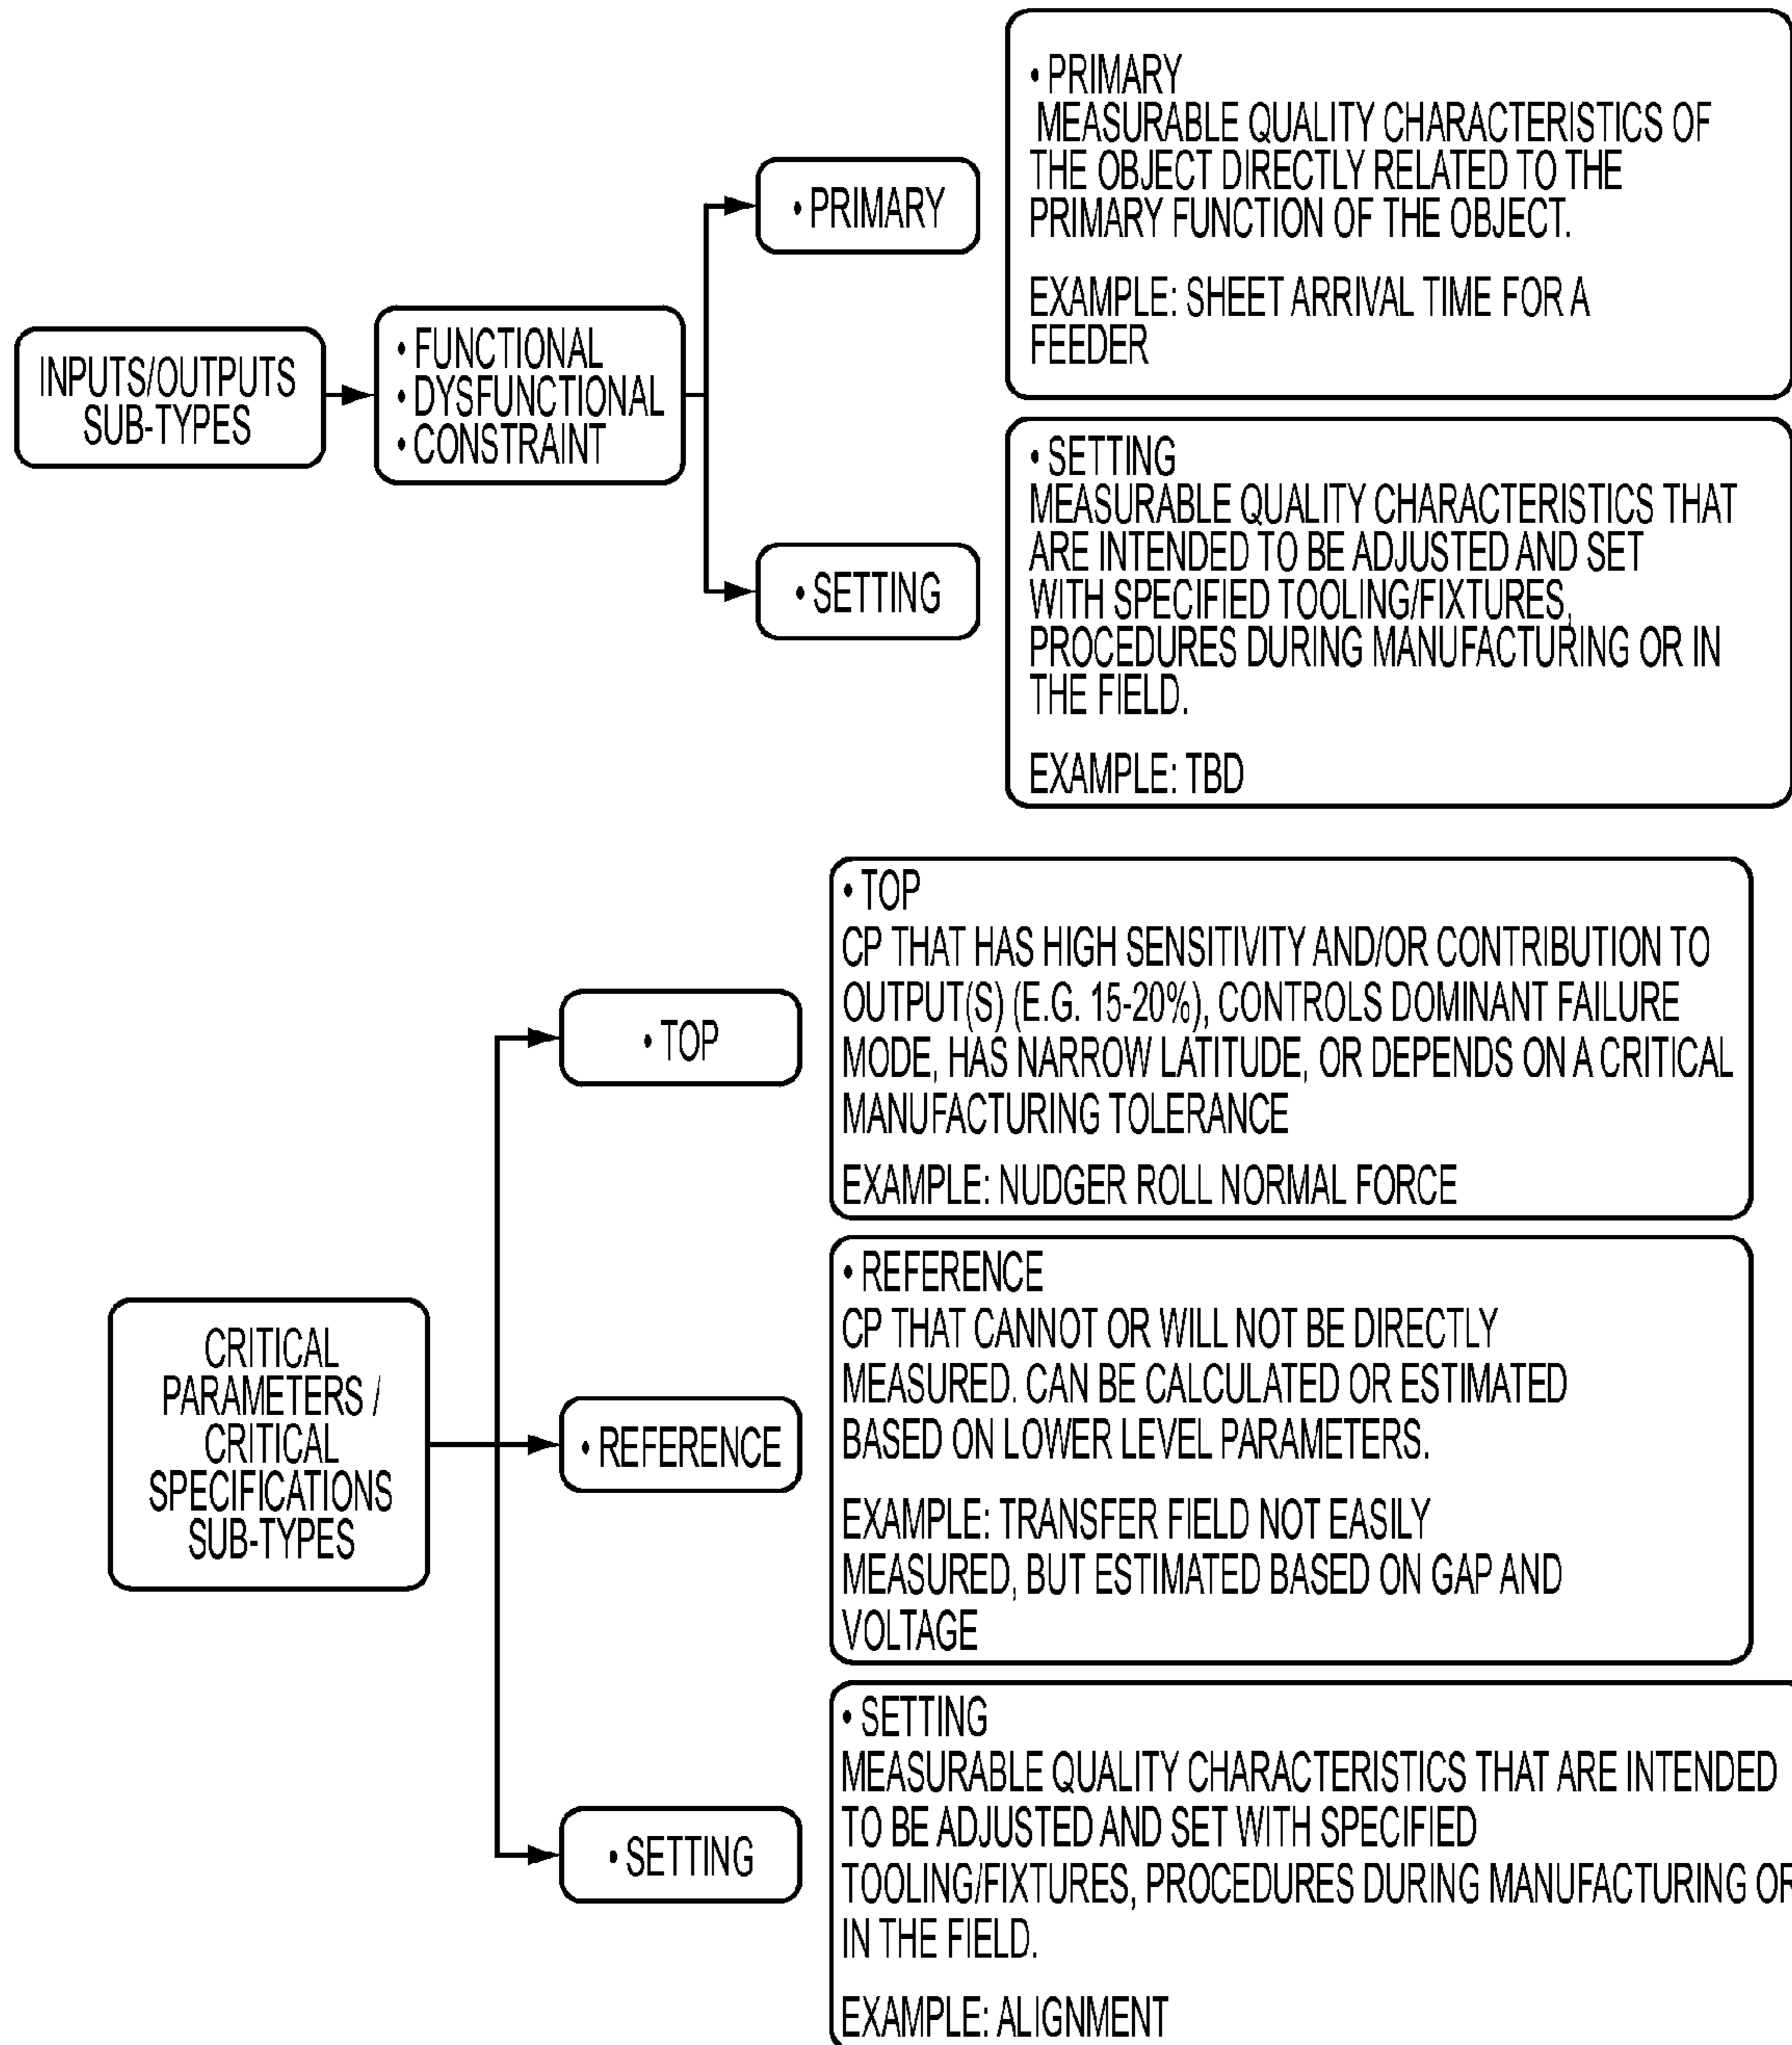 INPUTS/OUTPUTS
SUB-TYPES
• FUNCTIONAL
• DYSFUNCTIONAL
• CONSTRAINT
• PRIMARY
• PRIMARY
MEASURABLE QUALITY CHARACTERISTICS OF
THE OBJECT DIRECTLY RELATED TO THE
PRIMARY FUNCTION OF THE OBJECT.
EXAMPLE: SHEET ARRIVAL TIME FOR A
FEEDER
• SETTING
• SETTING
MEASURABLE QUALITY CHARACTERISTICS THAT
ARE INTENDED TO BE ADJUSTED AND SET
WITH SPECIFIED TOOLING/FIXTURES,
PROCEDURES DURING MANUFACTURING OR IN
THE FIELD.
EXAMPLE: TBD
CRITICAL
PARAMETERS /
CRITICAL
SPECIFICATIONS
SUB-TYPES
• TOP
• TOP
CP THAT HAS HIGH SENSITIVITY AND/OR CONTRIBUTION TO
OUTPUT(S) (E.G. 15-20%), CONTROLS DOMINANT FAILURE
MODE, HAS NARROW LATITUDE, OR DEPENDS ON A CRITICAL
MANUFACTURING TOLERANCE
EXAMPLE: NUDGER ROLL NORMAL FORCE
• REFERENCE
• REFERENCE
CP THAT CANNOT OR WILL NOT BE DIRECTLY
MEASURED. CAN BE CALCULATED OR ESTIMATED
BASED ON LOWER LEVEL PARAMETERS.
EXAMPLE: TRANSFER FIELD NOT EASILY
MEASURED, BUT ESTIMATED BASED ON GAP AND
VOLTAGE
• SETTING
• SETTING
MEASURABLE QUALITY CHARACTERISTICS THAT ARE INTENDED
TO BE ADJUSTED AND SET WITH SPECIFIED
TOOLING/FIXTURES, PROCEDURES DURING MANUFACTURING OR
IN THE FIELD.
EXAMPLE: ALIGNMENT